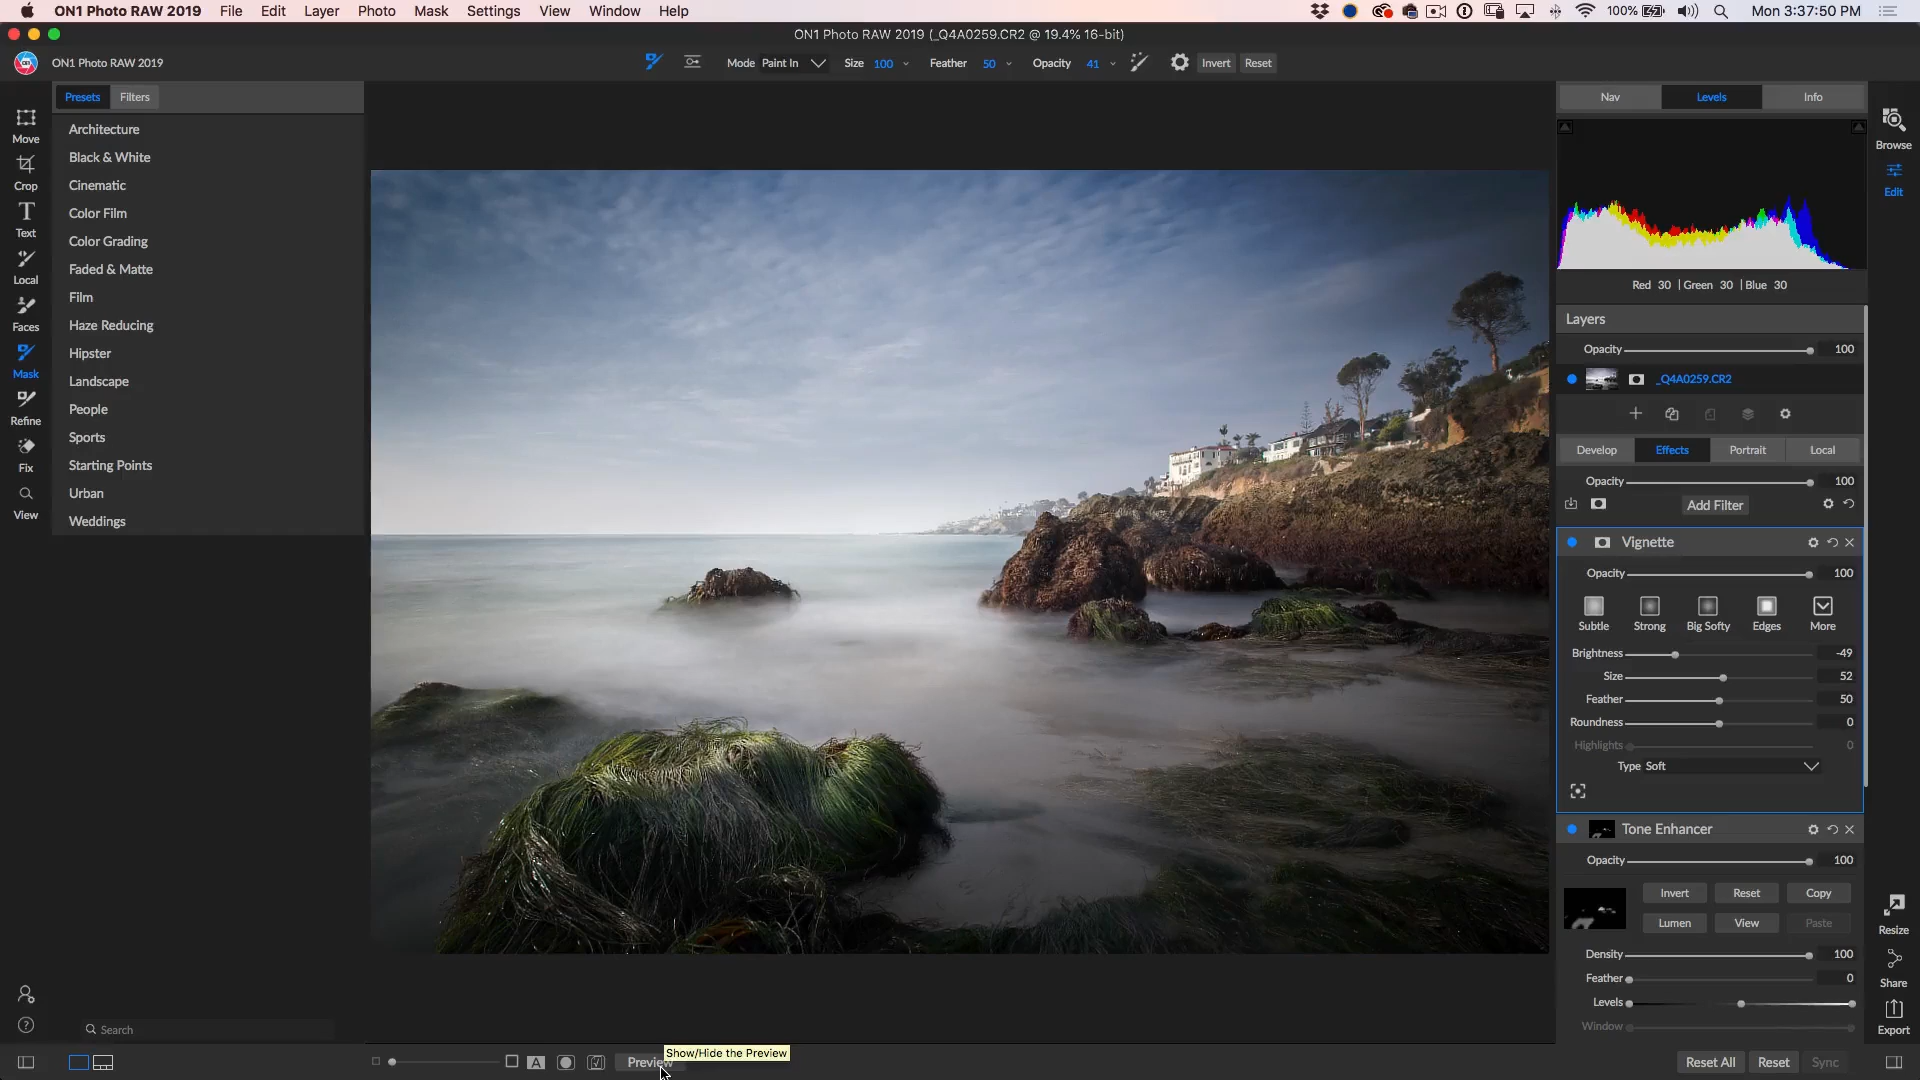 ON1 Photo RAW 2019 File Edit Layer Photo Mask Settings View Window Help 100% Mon 3:37:50 PM
ON1 Photo RAW 2019 (_Q4A0259.CR2 @ 19.4% 16-bit)
ON1 Photo RAW 2019 Mode Paint In Size 100 Feather 50 Opacity 41 Invert Reset
Presets Filters
Architecture
Black & White
Cinematic
Color Film
Color Grading
Faded & Matte
Film
Haze Reducing
Hipster
Landscape
People
Sports
Starting Points
Urban
Weddings
Move
Crop
Text
Local
Faces
Mask
Refine
Fix
View
Search
A Preview
Show/Hide the Preview
Nav Levels Info
Red 30 | Green 30 | Blue 30
Layers
Opacity 100
_Q4A0259.CR2
Develop Effects Portrait Local
Opacity 100
Add Filter
Vignette
Opacity 100
Subtle Strong Big Softy Edges More
Brightness -49
Size 52
Feather 50
Roundness 0
Highlights 0
Type Soft
Tone Enhancer
Opacity 100
Invert Reset Copy
Lumen View Paste
Density 100
Feather 0
Levels
Window
Reset All Reset Sync
Browse
Edit
Resize
Share
Export